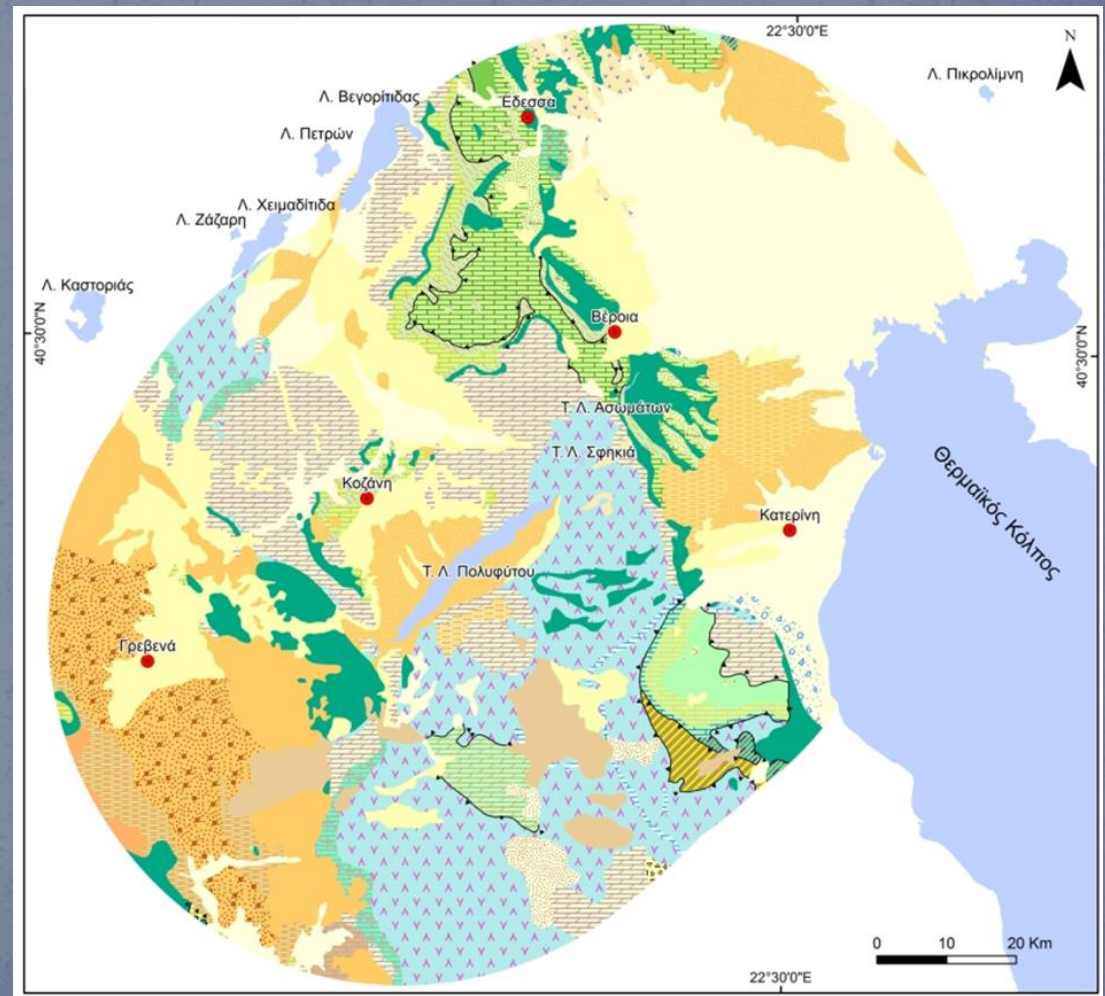 22°30'0"E
N
Λ. Πικρολίμνη
Λ. Βεγορίτιδας
Έδεσσα
Λ. Πετρών
Λ. Χειμαδίτιδα
Λ. Ζάζαρη
Λ. Καστοριάς
40°30'0"N
40°30'0"N
Βέροια
Τ. Λ. Ασωμάτων
Τ. Λ. Σφηκιά
Θερμαϊκός Κόλπος
Κοζάνη
Κατερίνη
Τ. Λ. Πολυφύτου
Γρεβενά
0 10 20 Km
22°30'0"E